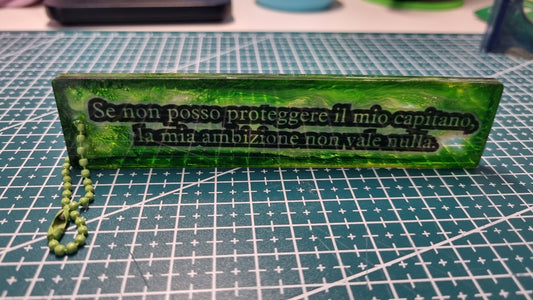 Se non posso proteggere il mio capitano,
la mia ambizione non vale nulla.